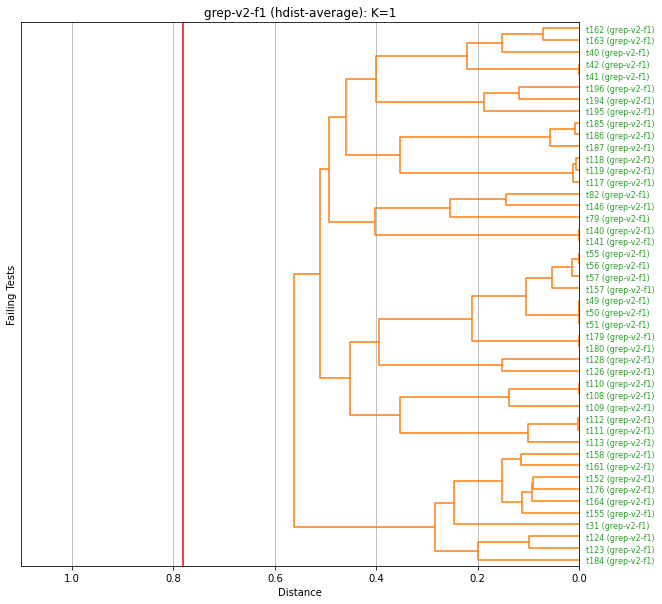 grep-v2-f1 (hdist-average): K=1
t162 (grep-v2-f1)
t163 (grep-v2-f1)
t40 (grep-v2-f1)
t42 (grep-v2-f1)
t41 (grep-v2-f1)
t196 (grep-v2-f1)
t194 (grep-v2-f1)
t195 (grep-v2-f1)
t185 (grep-v2-f1)
t186 (grep-v2-f1)
t187 (grep-v2-f1)
t118 (grep-v2-f1)
t119 (grep-v2-f1)
t117 (grep-v2-f1)
t82 (grep-v2-f1)
t146 (grep-v2-f1)
t79 (grep-v2-f1)
t140 (grep-v2-f1)
t141 (grep-v2-f1)
t55 (grep-v2-f1)
t56 (grep-v2-f1)
t57 (grep-v2-f1)
t157 (grep-v2-f1)
t49 (grep-v2-f1)
t50 (grep-v2-f1)
t51 (grep-v2-f1)
t179 (grep-v2-f1)
t180 (grep-v2-f1)
t128 (grep-v2-f1)
t126 (grep-v2-f1)
t110 (grep-v2-f1)
t108 (grep-v2-f1)
t109 (grep-v2-f1)
t112 (grep-v2-f1)
t111 (grep-v2-f1)
t113 (grep-v2-f1)
t158 (grep-v2-f1)
t161 (grep-v2-f1)
t152 (grep-v2-f1)
t176 (grep-v2-f1)
t164 (grep-v2-f1)
t155 (grep-v2-f1)
t31 (grep-v2-f1)
t124 (grep-v2-f1)
t123 (grep-v2-f1)
t184 (grep-v2-f1)
Failing Tests
1.0 0.8 0.6 0.4 0.2 0.0
Distance